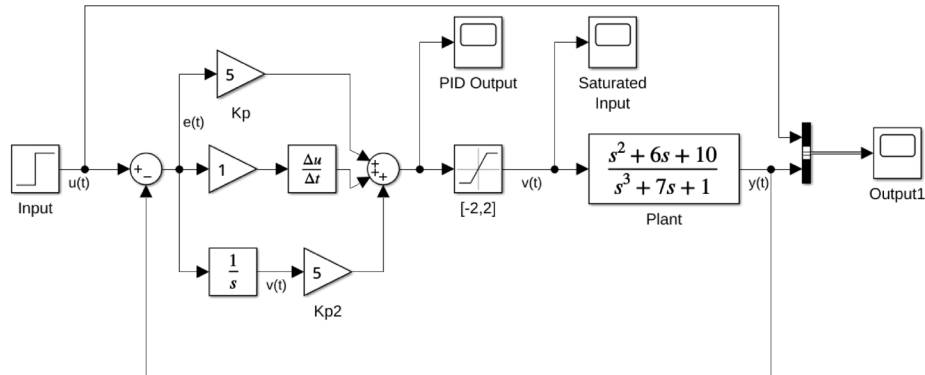 PID Output
Saturated
Input
5
Kp
e(t)
+
−
u(t)
Input
1
Δu
Δt
+
+
+
[-2,2]
v(t)
s² + 6s + 10
s³ + 7s + 1
Plant
y(t)
Output1
1
s
v(t)
5
Kp2